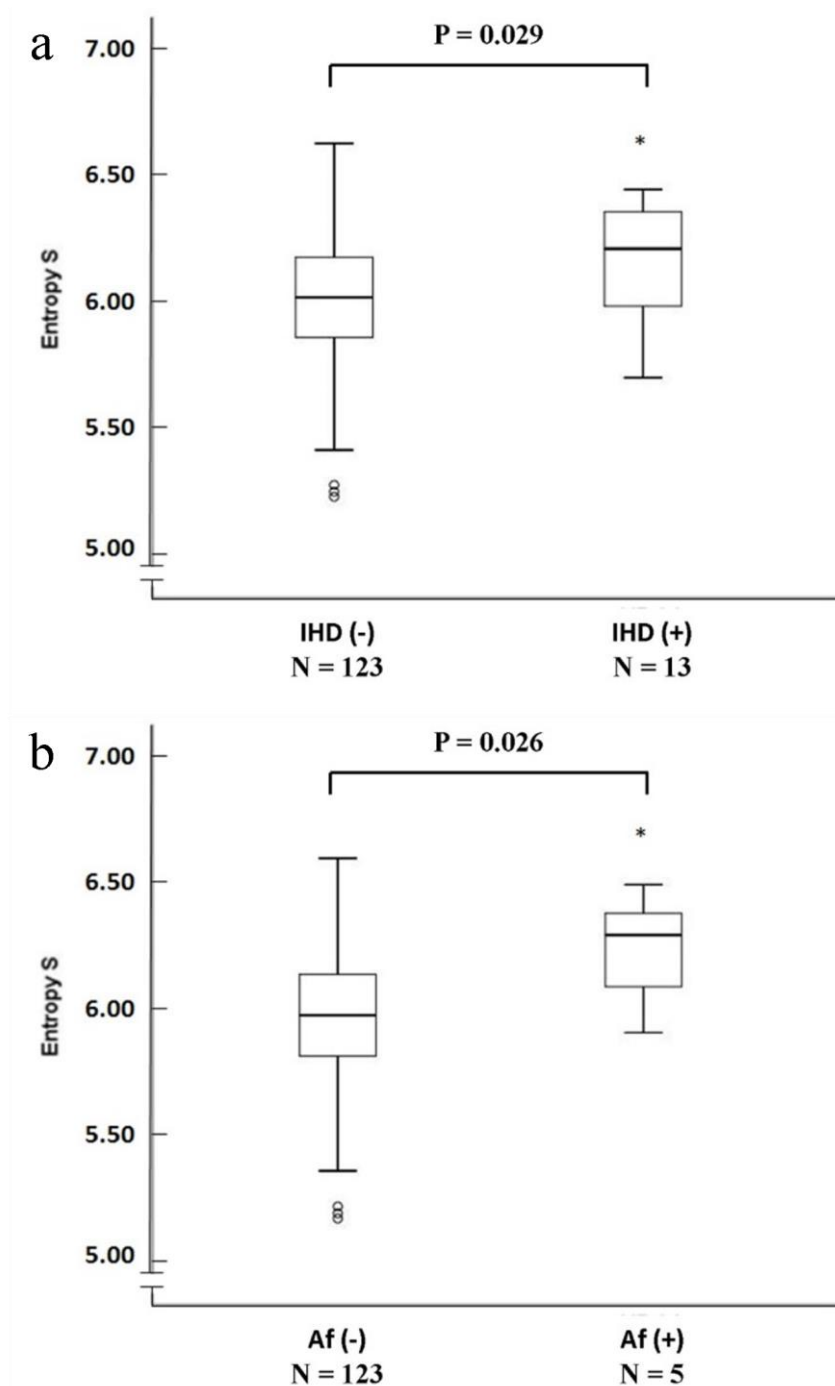 a
P = 0.029
7.00
6.50
6.00
5.50
5.00
Entropy S
*
IHD (-)
IHD (+)
N = 123
N = 13
b
P = 0.026
7.00
6.50
6.00
5.50
5.00
Entropy S
*
Af (-)
Af (+)
N = 123
N = 5